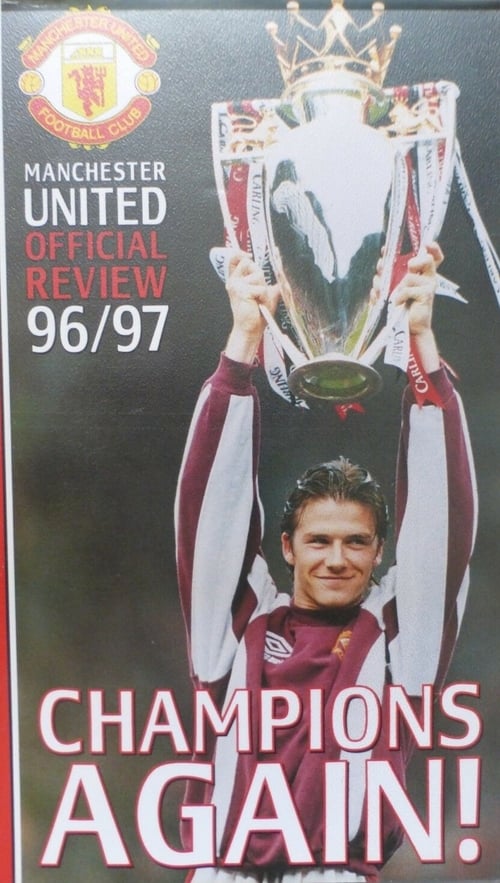 MANCHESTER UNITED
FOOTBALL CLUB
MANCHESTER
UNITED
OFFICIAL
REVIEW
96/97
CARLING
CARLING
CHAMPIONS
AGAIN!